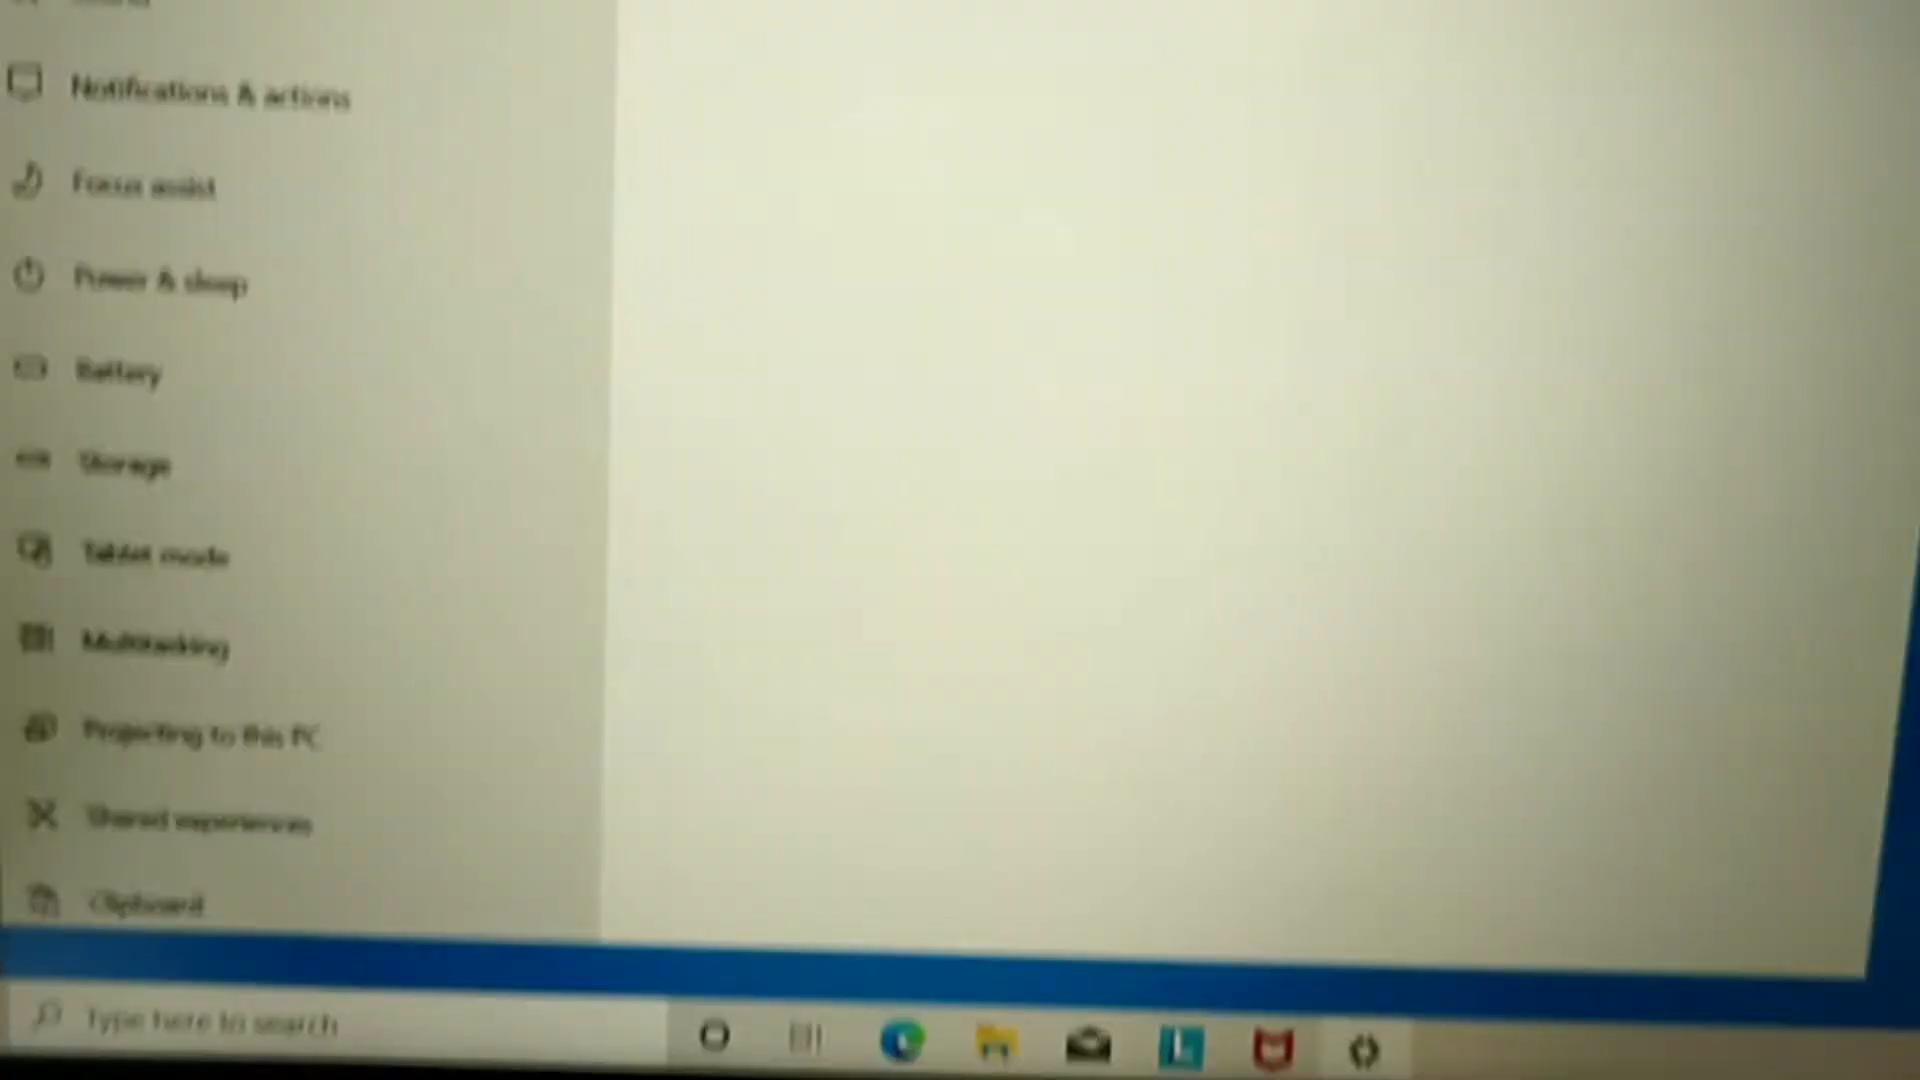 Notifications & actions
Focus assist
Power & sleep
Battery
Storage
Tablet mode
Multitasking
Projecting to this PC
Shared experiences
Clipboard
Type here to search